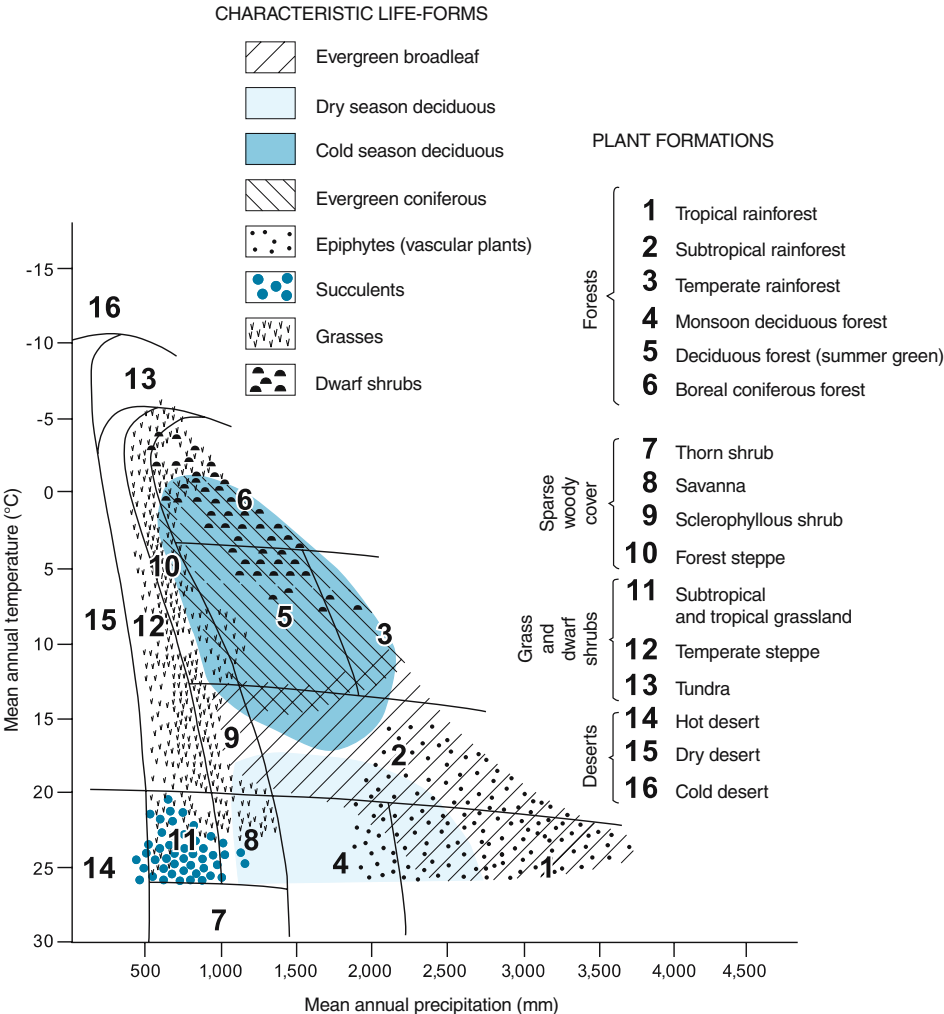 CHARACTERISTIC LIFE-FORMS
Evergreen broadleaf
Dry season deciduous
Cold season deciduous
Evergreen coniferous
Epiphytes (vascular plants)
Succulents
Grasses
Dwarf shrubs
PLANT FORMATIONS
Forests
1 Tropical rainforest
2 Subtropical rainforest
3 Temperate rainforest
4 Monsoon deciduous forest
5 Deciduous forest (summer green)
6 Boreal coniferous forest
Sparse
woody
cover
7 Thorn shrub
8 Savanna
9 Sclerophyllous shrub
10 Forest steppe
Grass
and
dwarf
shrubs
11 Subtropical
and tropical grassland
12 Temperate steppe
13 Tundra
Deserts
14 Hot desert
15 Dry desert
16 Cold desert
Mean annual temperature (°C)
-15
-10
-5
0
5
10
15
20
25
30
16
13
6
10
5
15
12
3
9
2
11
8
14
4
1
7
500 1,000 1,500 2,000 2,500 3,000 3,500 4,000 4,500
Mean annual precipitation (mm)